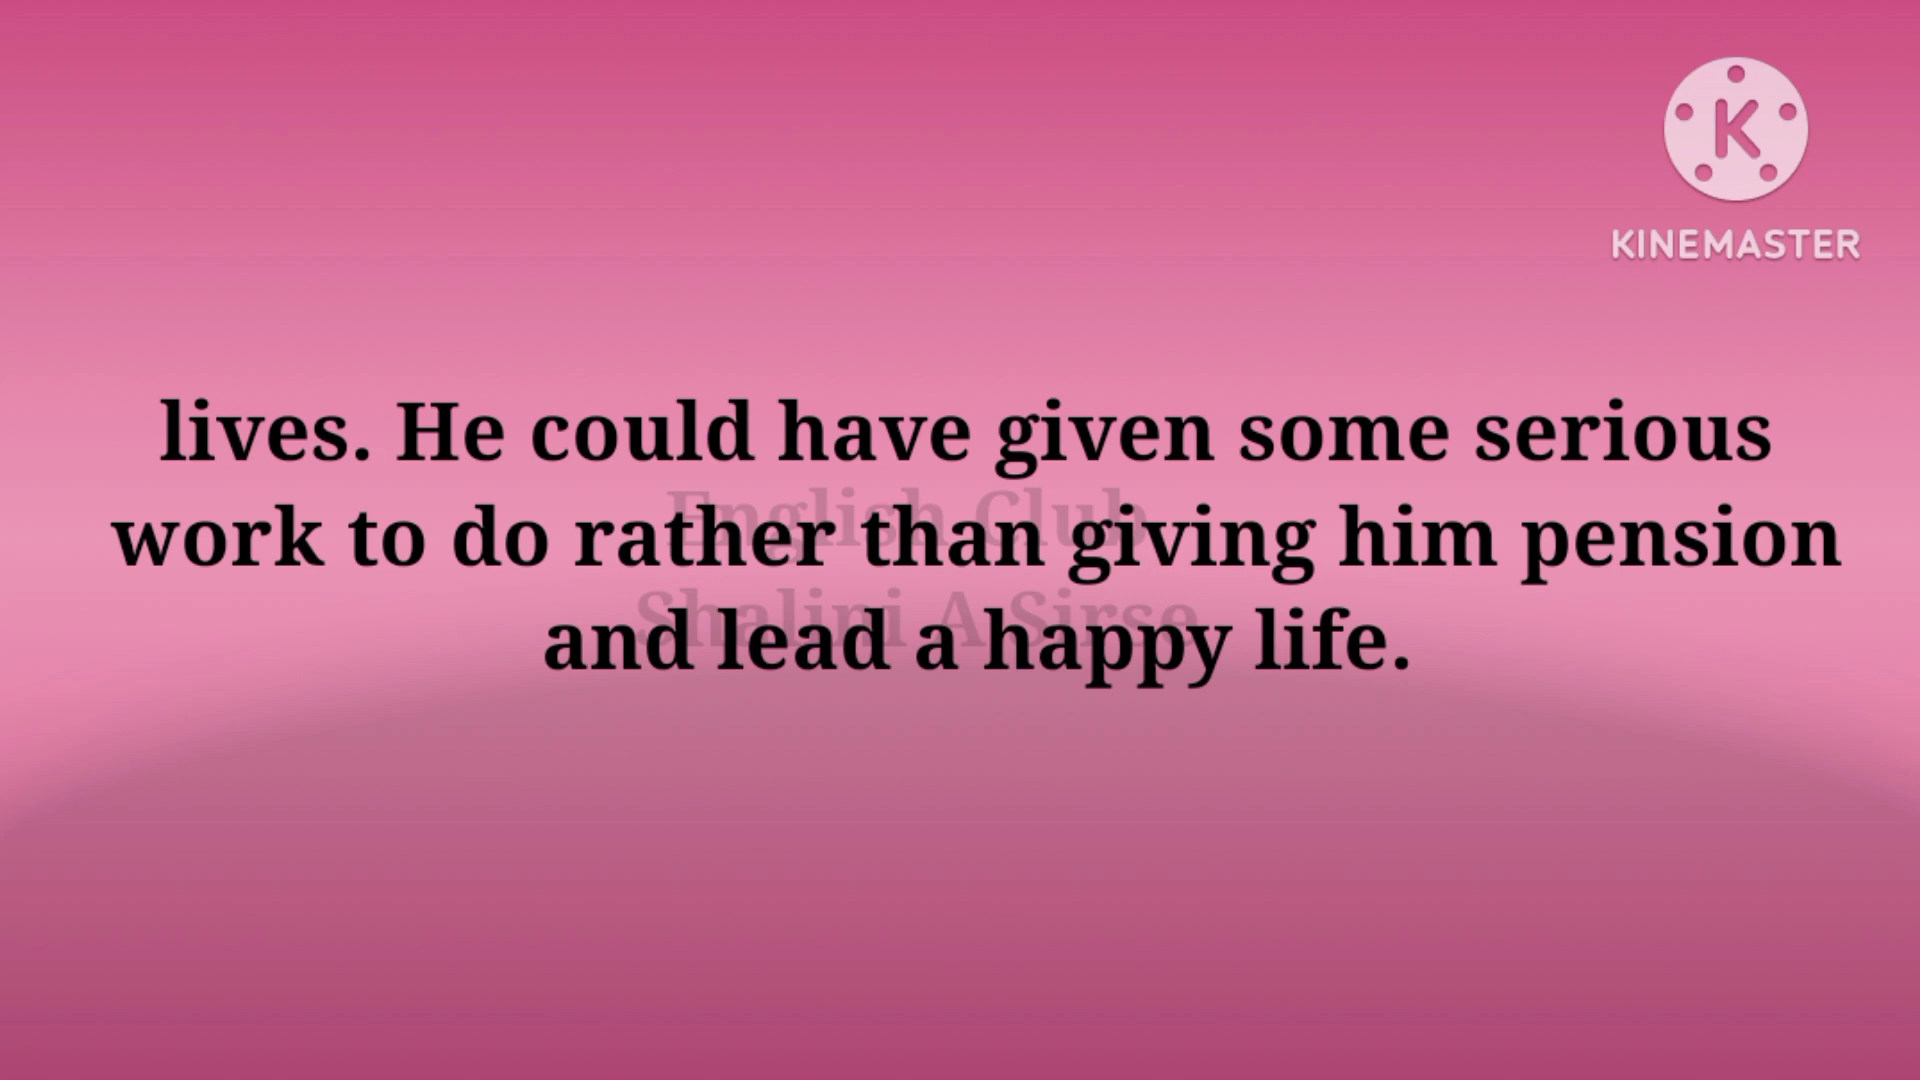 KINEMASTER
lives. He could have given some serious
English Club
work to do rather than giving him pension
Shalini A Sirse
and lead a happy life.